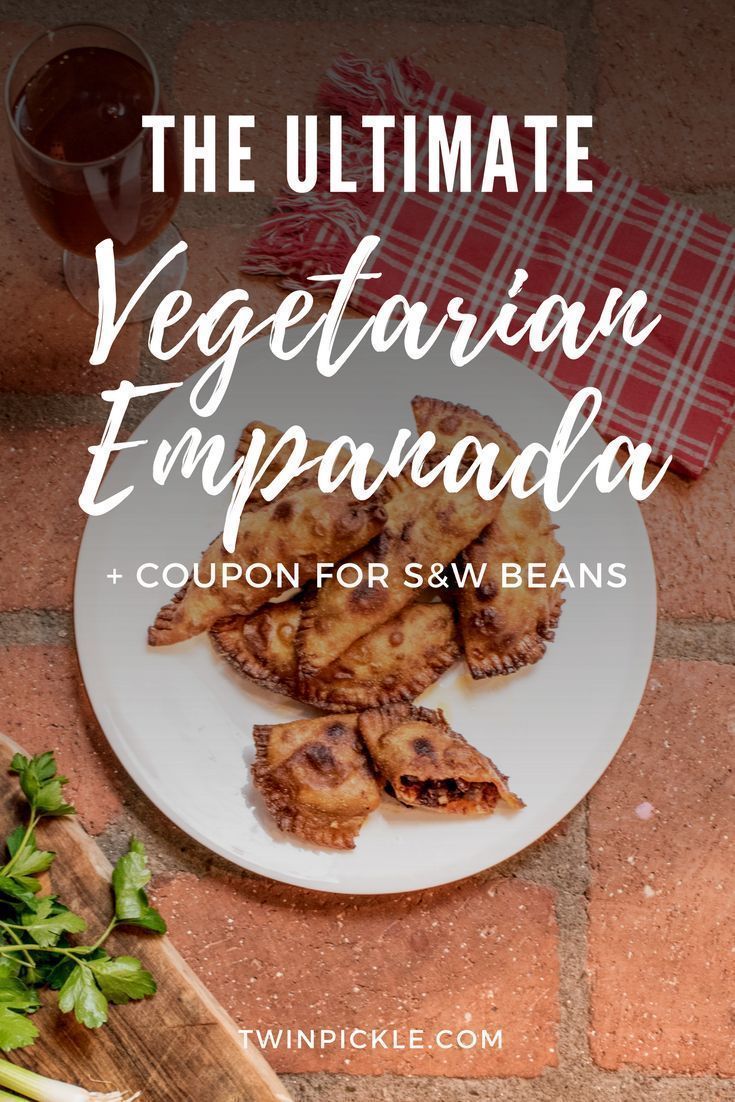 THE ULTIMATE
Vegetarian
Empanada
+ COUPON FOR S&W BEANS
TWINPICKLE.COM